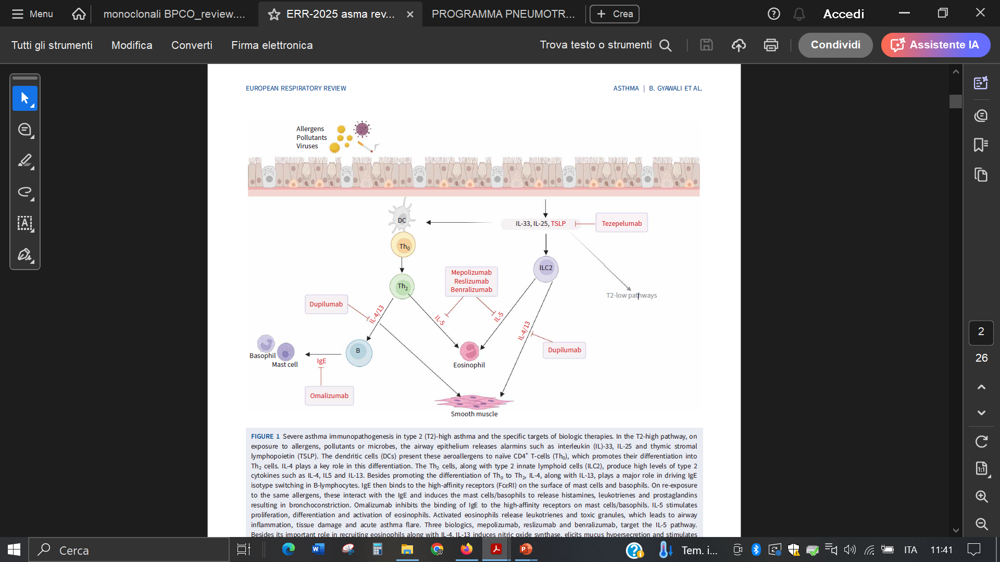 Menu
monoclonali BPCO_review....
ERR-2025 asma rev...
PROGRAMMA PNEUMOTR...
Crea
Accedi
Tutti gli strumenti
Modifica
Converti
Firma elettronica
Trova testo o strumenti
Condividi
Assistente IA
EUROPEAN RESPIRATORY REVIEW
ASTHMA | B. GYAWALI ET AL.
Allergens
Pollutants
Viruses
DC
IL-33, IL-25, TSLP
Tezepelumab
Th0
ILC2
Mepolizumab
Reslizumab
Benralizumab
Th2
T2-low pathways
Dupilumab
IL-4/13
IL-5
IL-5
IL-4/13
Dupilumab
B
Basophil
Mast cell
IgE
Eosinophil
Omalizumab
Smooth muscle
FIGURE 1 Severe asthma immunopathogenesis in type 2 (T2)-high asthma and the specific targets of biologic therapies. In the T2-high pathway, on
exposure to allergens, pollutants or microbes, the airway epithelium releases alarmins such as interleukin (IL)-33, IL-25 and thymic stromal
lymphopoietin (TSLP). The dendritic cells (DCs) present these aeroallergens to naïve CD4+ T-cells (Th0), which promotes their differentiation into
Th2 cells. IL-4 plays a key role in this differentiation. The Th2 cells, along with type 2 innate lymphoid cells (ILC2), produce high levels of type 2
cytokines such as IL-4, IL5 and IL-13. Besides promoting the differentiation of Th0 to Th2, IL-4, along with IL-13, plays a major role in driving IgE
isotype switching in B-lymphocytes. IgE then binds to the high-affinity receptors (FcεRI) on the surface of mast cells and basophils. On re-exposure
to the same allergens, these interact with the IgE and induces the mast cells/basophils to release histamines, leukotrienes and prostaglandins
resulting in bronchoconstriction. Omalizumab inhibits the binding of IgE to the high-affinity receptors on mast cells/basophils. IL-5 stimulates
proliferation, differentiation and activation of eosinophils. Activated eosinophils release leukotrienes and toxic granules, which leads to airway
inflammation, tissue damage and acute asthma flare. Three biologics, mepolizumab, reslizumab and benralizumab, target the IL-5 pathway.
Besides its important role in recruiting eosinophils along with IL-4, IL-13 induces nitric oxide synthase, elicits mucus hypersecretion and stimulates
2
26
1:1
Cerca
Tem. i...
ITA
11:41